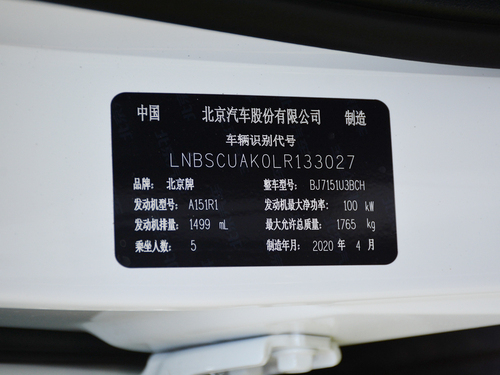 中国 北京汽车股份有限公司 制造
车辆识别代号
LNBSCUAK0LR133027
品牌: 北京牌 整车型号: BJ7151U3BCH
发动机型号: A151R1 发动机最大净功率: 100 kW
发动机排量: 1499 mL 最大允许总质量: 1765 kg
乘坐人数: 5 制造年月: 2020 年 4 月